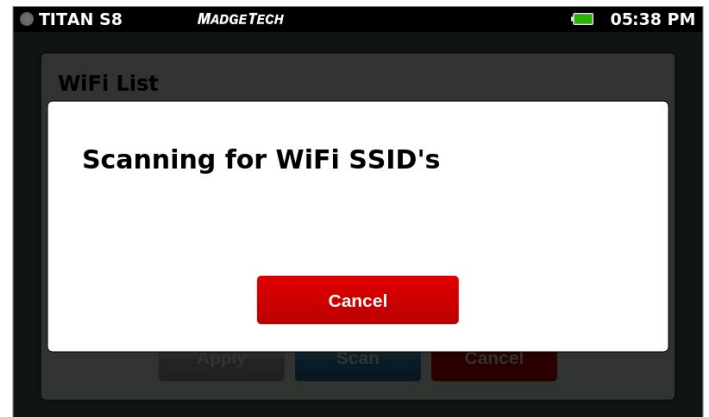 TITAN S8 MADGETECH 05:38 PM
WiFi List
Scanning for WiFi SSID's
Cancel
Apply Scan Cancel